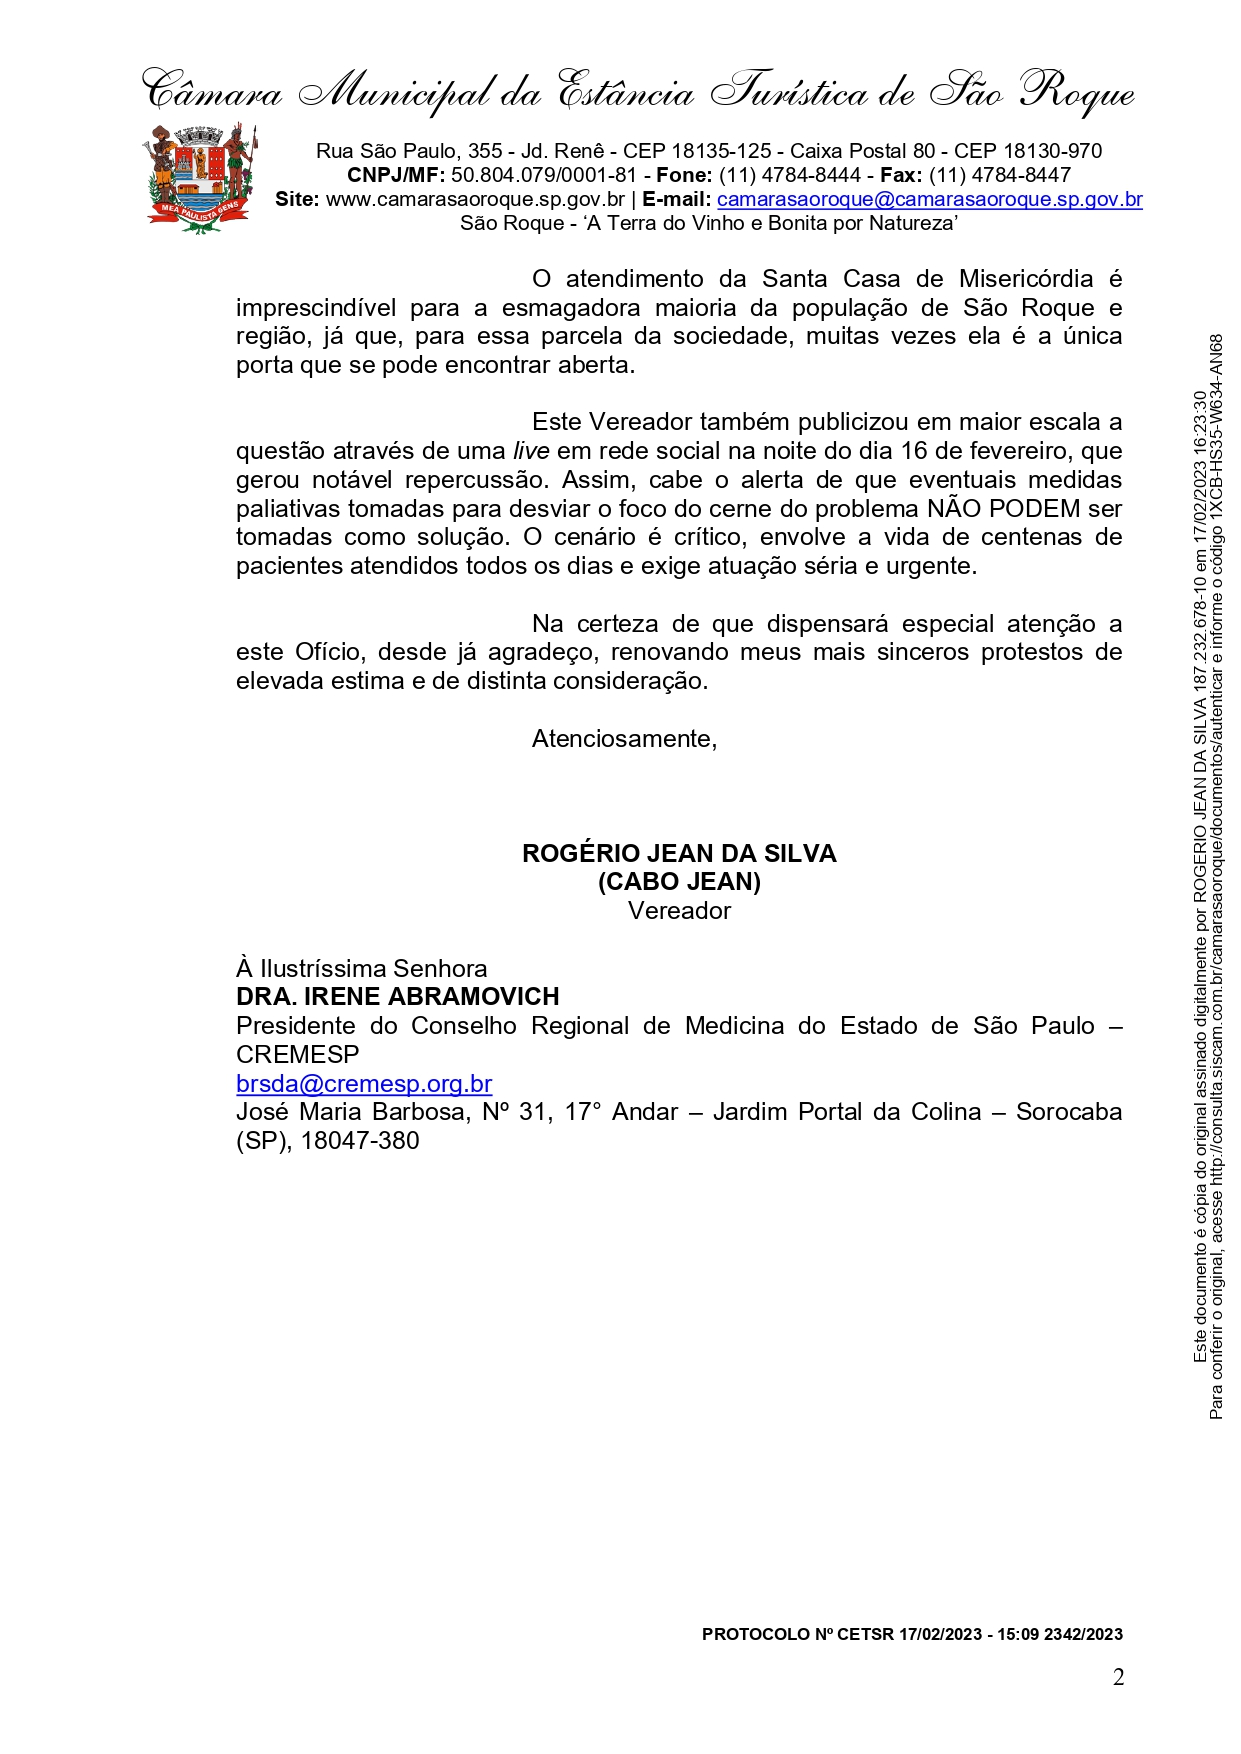 Câmara Municipal da Estância Turística de São Roque
MEA PAULISTA GENS
Rua São Paulo, 355 - Jd. Renê - CEP 18135-125 - Caixa Postal 80 - CEP 18130-970
CNPJ/MF: 50.804.079/0001-81 - Fone: (11) 4784-8444 - Fax: (11) 4784-8447
Site: www.camarasaoroque.sp.gov.br | E-mail: camarasaoroque@camarasaoroque.sp.gov.br
São Roque - ‘A Terra do Vinho e Bonita por Natureza’
O atendimento da Santa Casa de Misericórdia é
imprescindível para a esmagadora maioria da população de São Roque e
região, já que, para essa parcela da sociedade, muitas vezes ela é a única
porta que se pode encontrar aberta.
Este Vereador também publicizou em maior escala a
questão através de uma live em rede social na noite do dia 16 de fevereiro, que
gerou notável repercussão. Assim, cabe o alerta de que eventuais medidas
paliativas tomadas para desviar o foco do cerne do problema NÃO PODEM ser
tomadas como solução. O cenário é crítico, envolve a vida de centenas de
pacientes atendidos todos os dias e exige atuação séria e urgente.
Na certeza de que dispensará especial atenção a
este Ofício, desde já agradeço, renovando meus mais sinceros protestos de
elevada estima e de distinta consideração.
Atenciosamente,
ROGÉRIO JEAN DA SILVA
(CABO JEAN)
Vereador
À Ilustríssima Senhora
DRA. IRENE ABRAMOVICH
Presidente do Conselho Regional de Medicina do Estado de São Paulo –
CREMESP
brsda@cremesp.org.br
José Maria Barbosa, Nº 31, 17° Andar – Jardim Portal da Colina – Sorocaba
(SP), 18047-380
PROTOCOLO Nº CETSR 17/02/2023 - 15:09 2342/2023
2
Este documento é cópia do original assinado digitalmente por ROGERIO JEAN DA SILVA 187.232.678-10 em 17/02/2023 16:23:30
Para conferir o original, acesse http://consulta.siscam.com.br/camarasaoroque/documentos/autenticar e informe o código 1XCB-HS35-W634-AN68